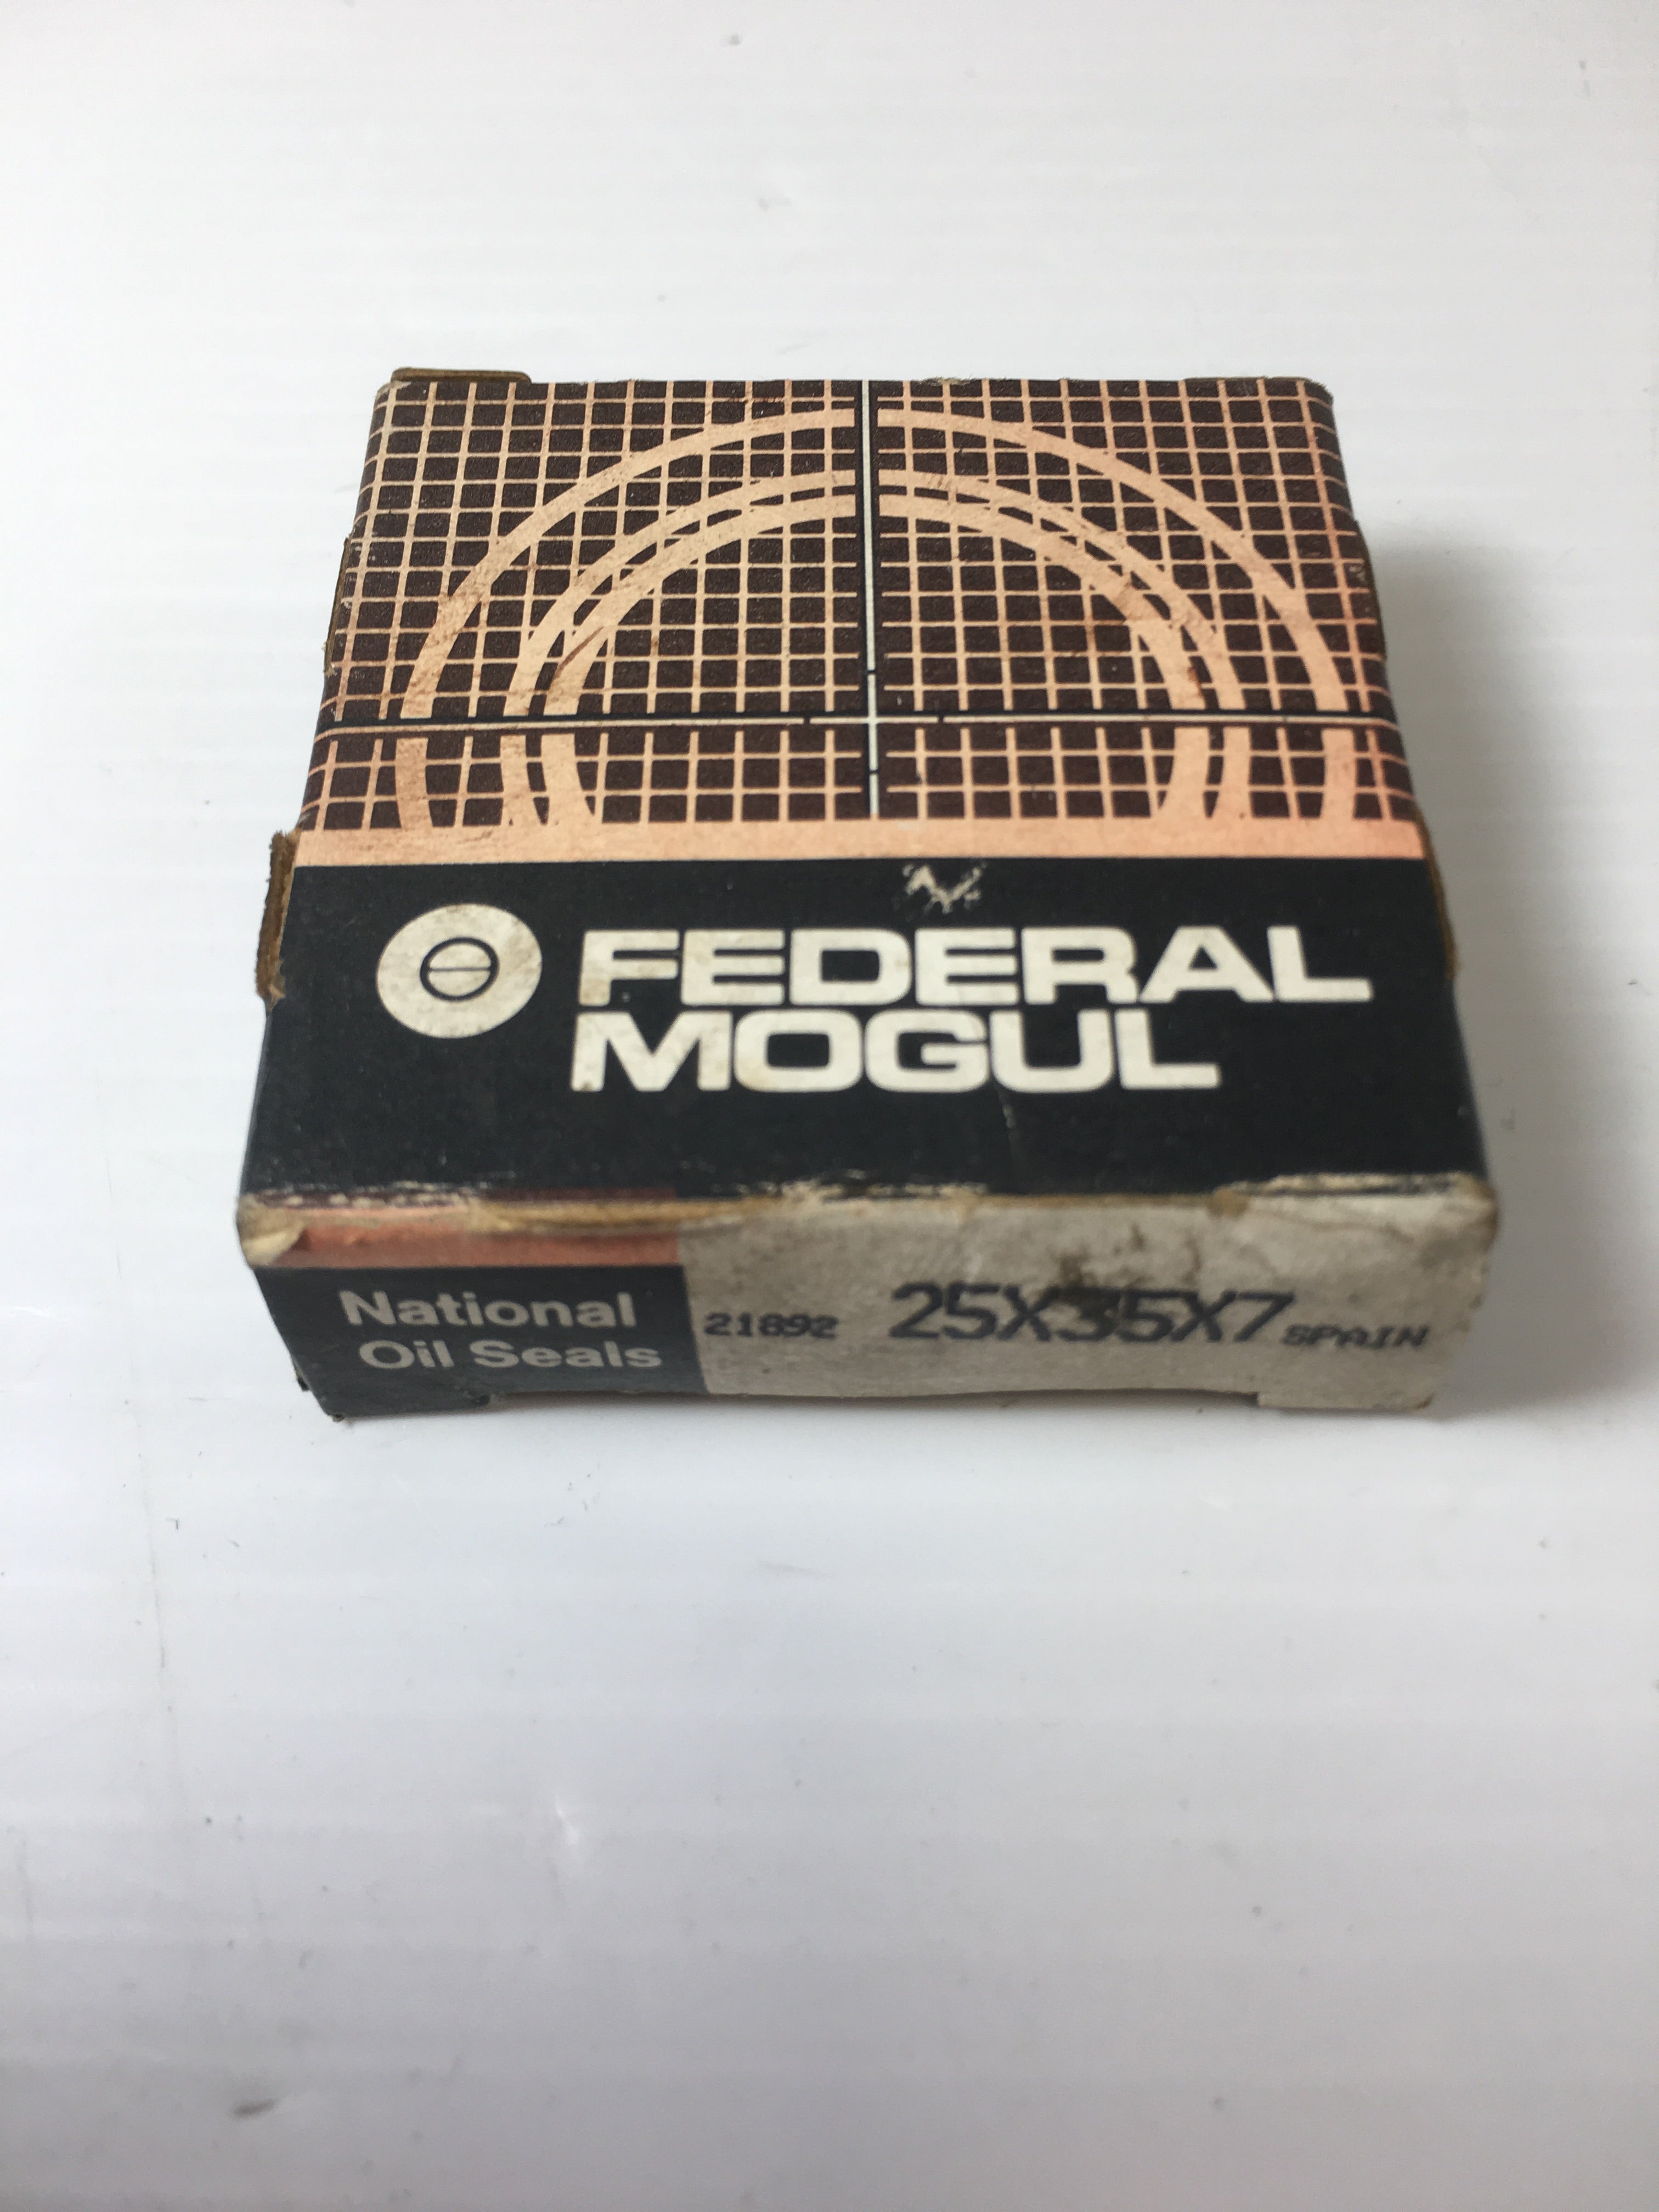 FEDERAL
MOGUL
National
Oil Seals
21892 25X35X7 SPAIN